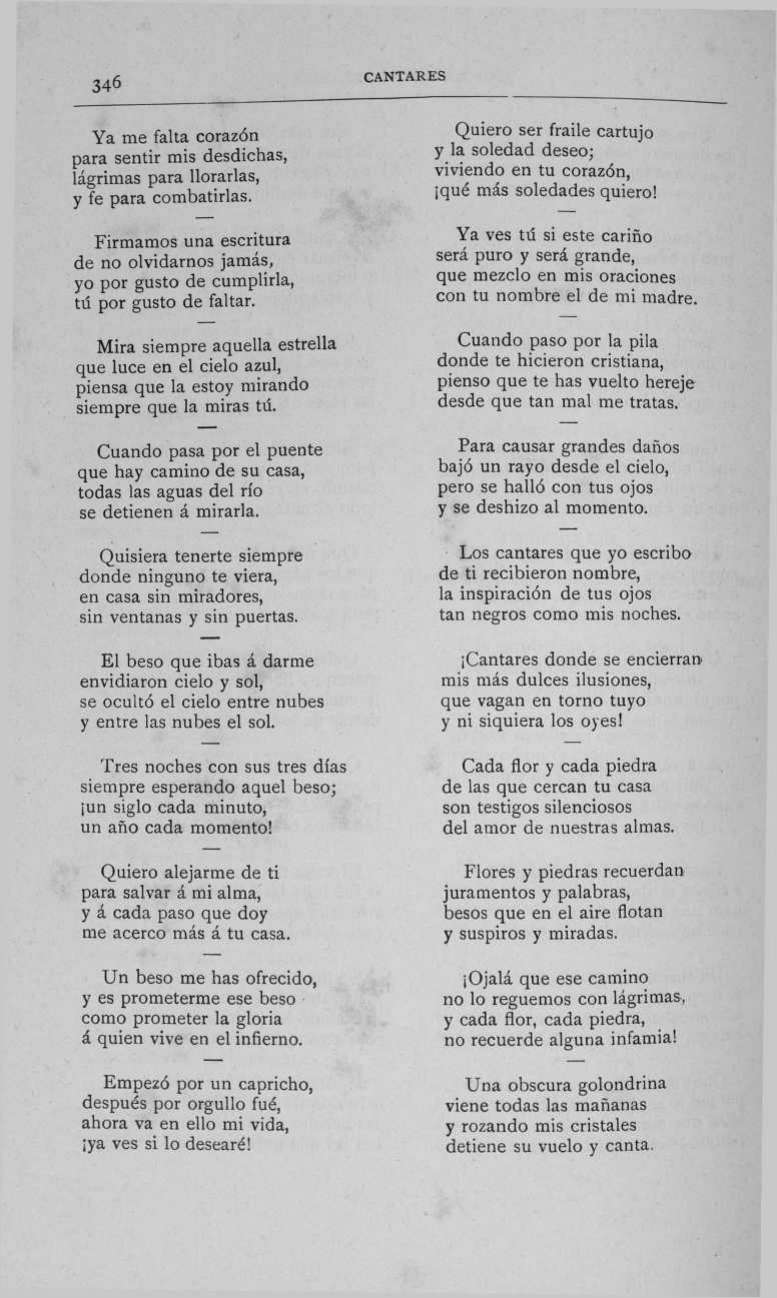 346
CANTARES
Ya me falta corazón
para sentir mis desdichas,
lágrimas para llorarlas,
y fe para combatirlas.
Firmamos una escritura
de no olvidarnos jamás,
yo por gusto de cumplirla,
tú por gusto de faltar.
Mira siempre aquella estrella
que luce en el cielo azul,
piensa que la estoy mirando
siempre que la miras tú.
Cuando pasa por el puente
que hay camino de su casa,
todas las aguas del río
se detienen á mirarla.
Quisiera tenerte siempre
donde ninguno te viera,
en casa sin miradores,
sin ventanas y sin puertas.
El beso que ibas á darme
envidiaron cielo y sol,
se ocultó el cielo entre nubes
y entre las nubes el sol.
Tres noches con sus tres días
siempre esperando aquel beso;
¡un siglo cada minuto,
un año cada momento!
Quiero alejarme de ti
para salvar á mi alma,
y á cada paso que doy
me acerco más á tu casa.
Un beso me has ofrecido,
y es prometerme ese beso
como prometer la gloria
á quien vive en el infierno.
Empezó por un capricho,
después por orgullo fué,
ahora va en ello mi vida,
¡ya ves si lo desearé!
Quiero ser fraile cartujo
y la soledad deseo;
viviendo en tu corazón,
¡qué más soledades quiero!
Ya ves tú si este cariño
será puro y será grande,
que mezclo en mis oraciones
con tu nombre el de mi madre.
Cuando paso por la pila
donde te hicieron cristiana,
pienso que te has vuelto hereje
desde que tan mal me tratas.
Para causar grandes daños
bajó un rayo desde el cielo,
pero se halló con tus ojos
y se deshizo al momento.
Los cantares que yo escribo
de ti recibieron nombre,
la inspiración de tus ojos
tan negros como mis noches.
¡Cantares donde se encierran
mis más dulces ilusiones,
que vagan en torno tuyo
y ni siquiera los oyes!
Cada flor y cada piedra
de las que cercan tu casa
son testigos silenciosos
del amor de nuestras almas.
Flores y piedras recuerdan
juramentos y palabras,
besos que en el aire flotan
y suspiros y miradas.
¡Ojalá que ese camino
no lo reguemos con lágrimas,
y cada flor, cada piedra,
no recuerde alguna infamia!
Una obscura golondrina
viene todas las mañanas
y rozando mis cristales
detiene su vuelo y canta.